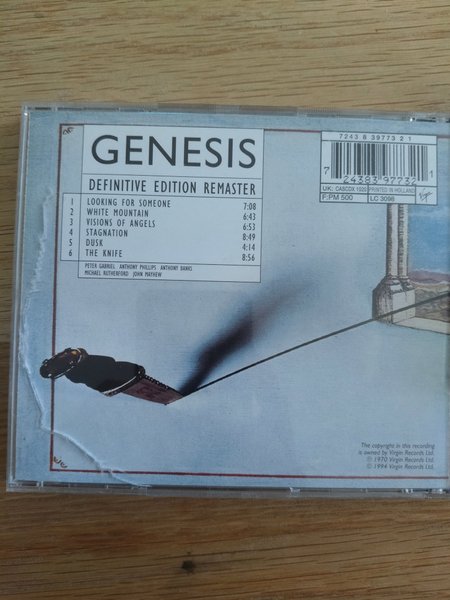 GENESIS
DEFINITIVE EDITION REMASTER
1 LOOKING FOR SOMEONE 7:08
2 WHITE MOUNTAIN 6:43
3 VISIONS OF ANGELS 6:53
4 STAGNATION 8:49
5 DUSK 4:14
6 THE KNIFE 8:56
PETER GABRIEL ANTHONY PHILLIPS ANTHONY BANKS
MICHAEL RUTHERFORD JOHN MAYHEW
7243 8 39773 2 1
7 24383 97732 1
UK: CASCDX 1020 PRINTED IN HOLLAND
F:PM 500 LC 3098
Virgin
The copyright in this recording
is owned by Virgin Records Ltd.
℗ 1970 Virgin Records Ltd.
© 1994 Virgin Records Ltd.